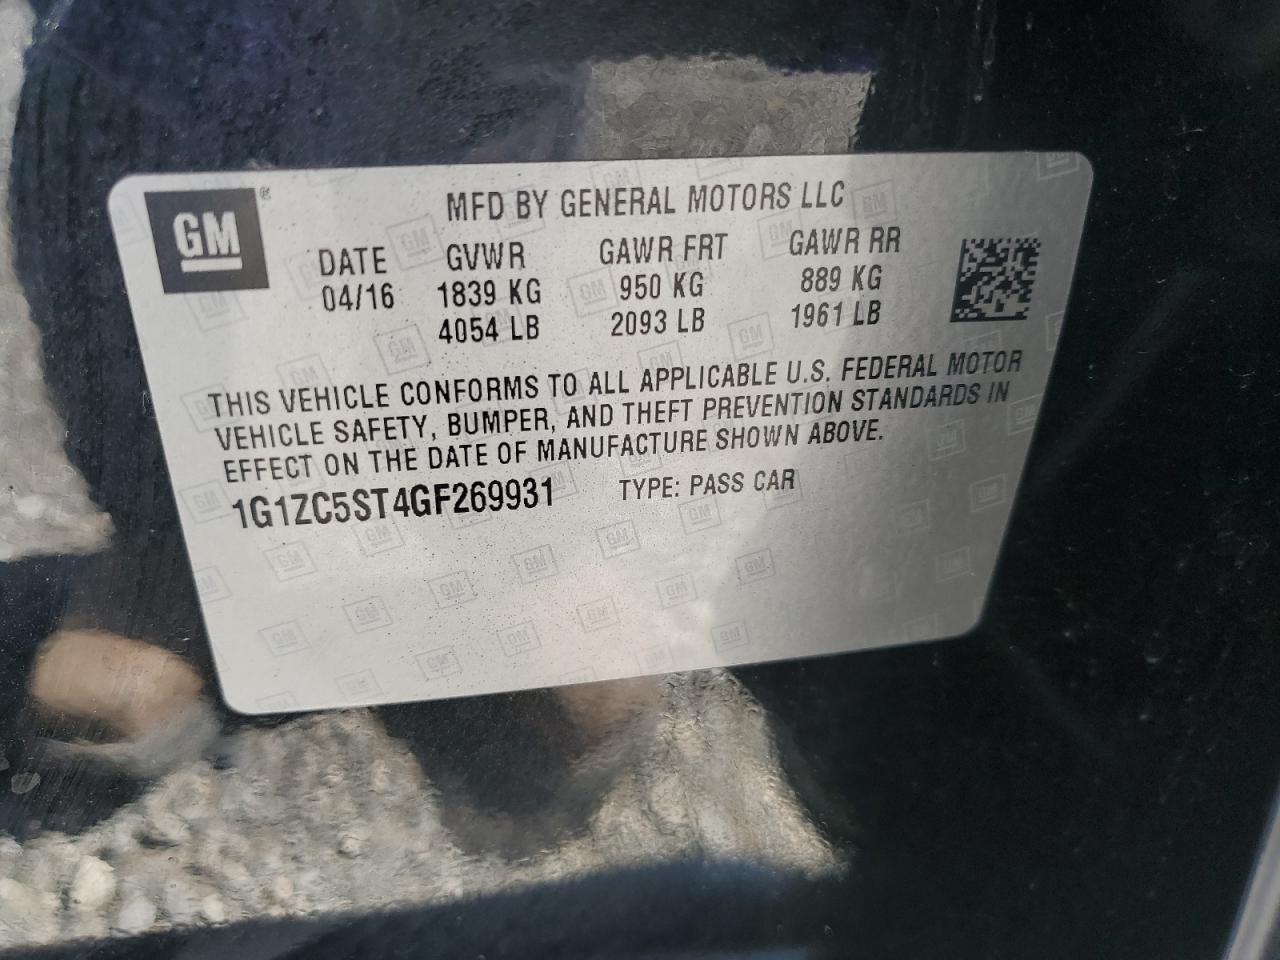 GM ®
MFD BY GENERAL MOTORS LLC
DATE GVWR GAWR FRT GAWR RR
04/16 1839 KG 950 KG 889 KG
4054 LB 2093 LB 1961 LB
THIS VEHICLE CONFORMS TO ALL APPLICABLE U.S. FEDERAL MOTOR
VEHICLE SAFETY, BUMPER, AND THEFT PREVENTION STANDARDS IN
EFFECT ON THE DATE OF MANUFACTURE SHOWN ABOVE.
1G1ZC5ST4GF269931 TYPE: PASS CAR